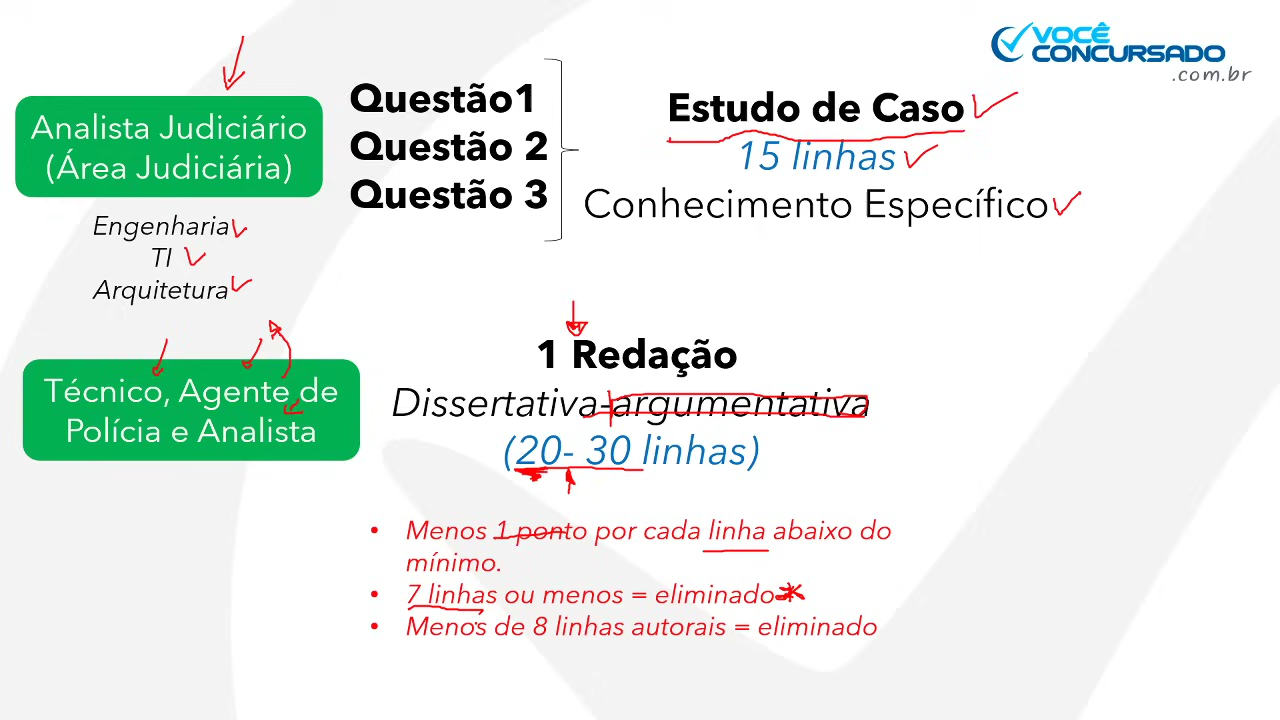 VOCÊ
CONCURSADO
.com.br
Analista Judiciário
(Área Judiciária)
Engenharia
TI
Arquitetura
Questão1
Questão 2
Questão 3
Estudo de Caso
15 linhas
Conhecimento Específico
Técnico, Agente de
Polícia e Analista
1 Redação
Dissertativa-argumentativa
(20- 30 linhas)
• Menos 1 ponto por cada linha abaixo do
mínimo.
• 7 linhas ou menos = eliminado
• Menos de 8 linhas autorais = eliminado